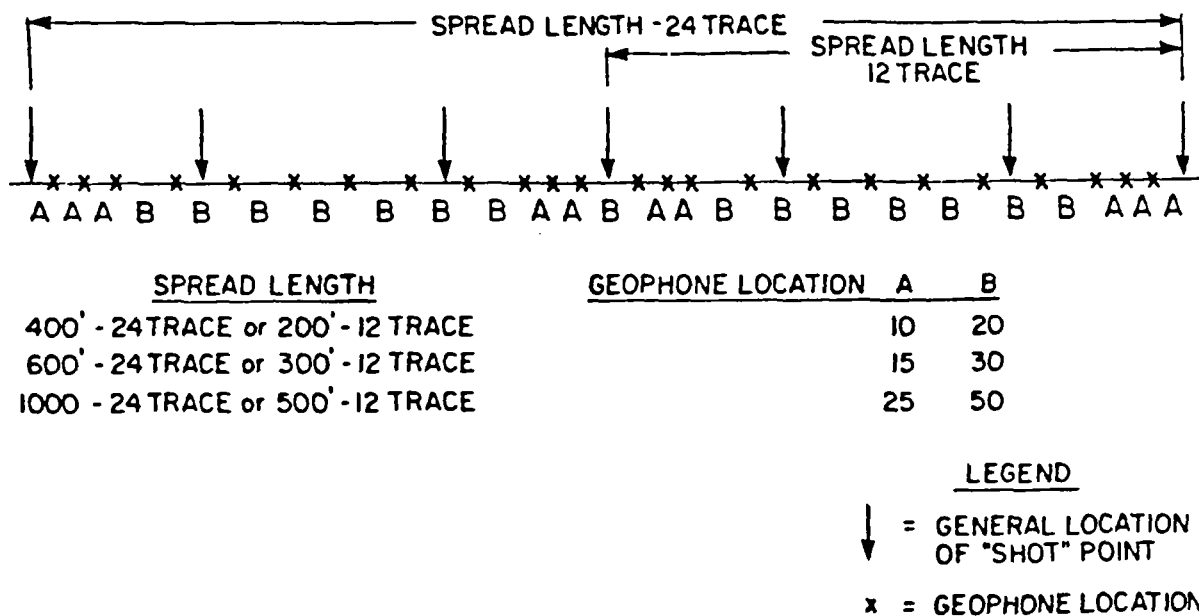 SPREAD LENGTH - 24 TRACE
SPREAD LENGTH
12 TRACE
x x x x x x x x x x x x x x x x x x x x x x x x
A A A B B B B B B B A A B A A B B B B B B B A A A
SPREAD LENGTH GEOPHONE LOCATION A B
400' - 24 TRACE or 200' - 12 TRACE 10 20
600' - 24 TRACE or 300' - 12 TRACE 15 30
1000 - 24 TRACE or 500' - 12 TRACE 25 50
LEGEND
= GENERAL LOCATION
OF "SHOT" POINT
x = GEOPHONE LOCATION